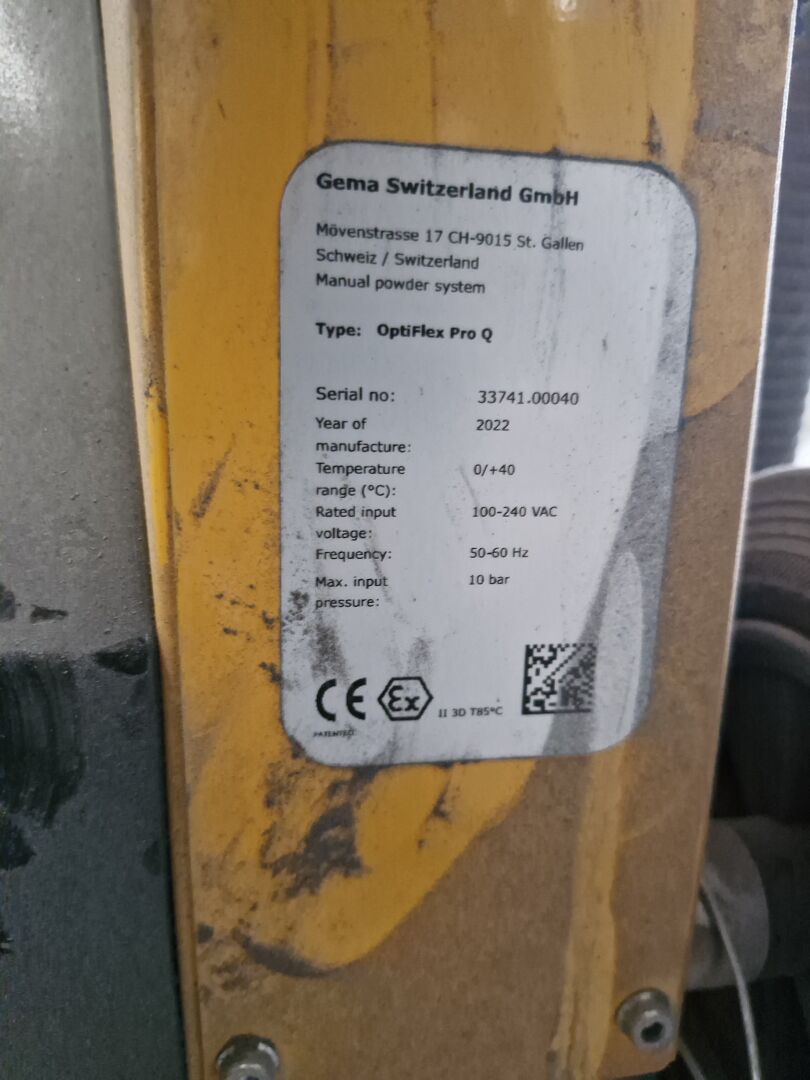 Gema Switzerland GmbH
Mövenstrasse 17 CH-9015 St. Gallen
Schweiz / Switzerland
Manual powder system
Type: OptiFlex Pro Q
Serial no: 33741.00040
Year of 2022
manufacture:
Temperature 0/+40
range (°C):
Rated input 100-240 VAC
voltage:
Frequency: 50-60 Hz
Max. input 10 bar
pressure:
CE Ex II 3D T85°C
PATENTED